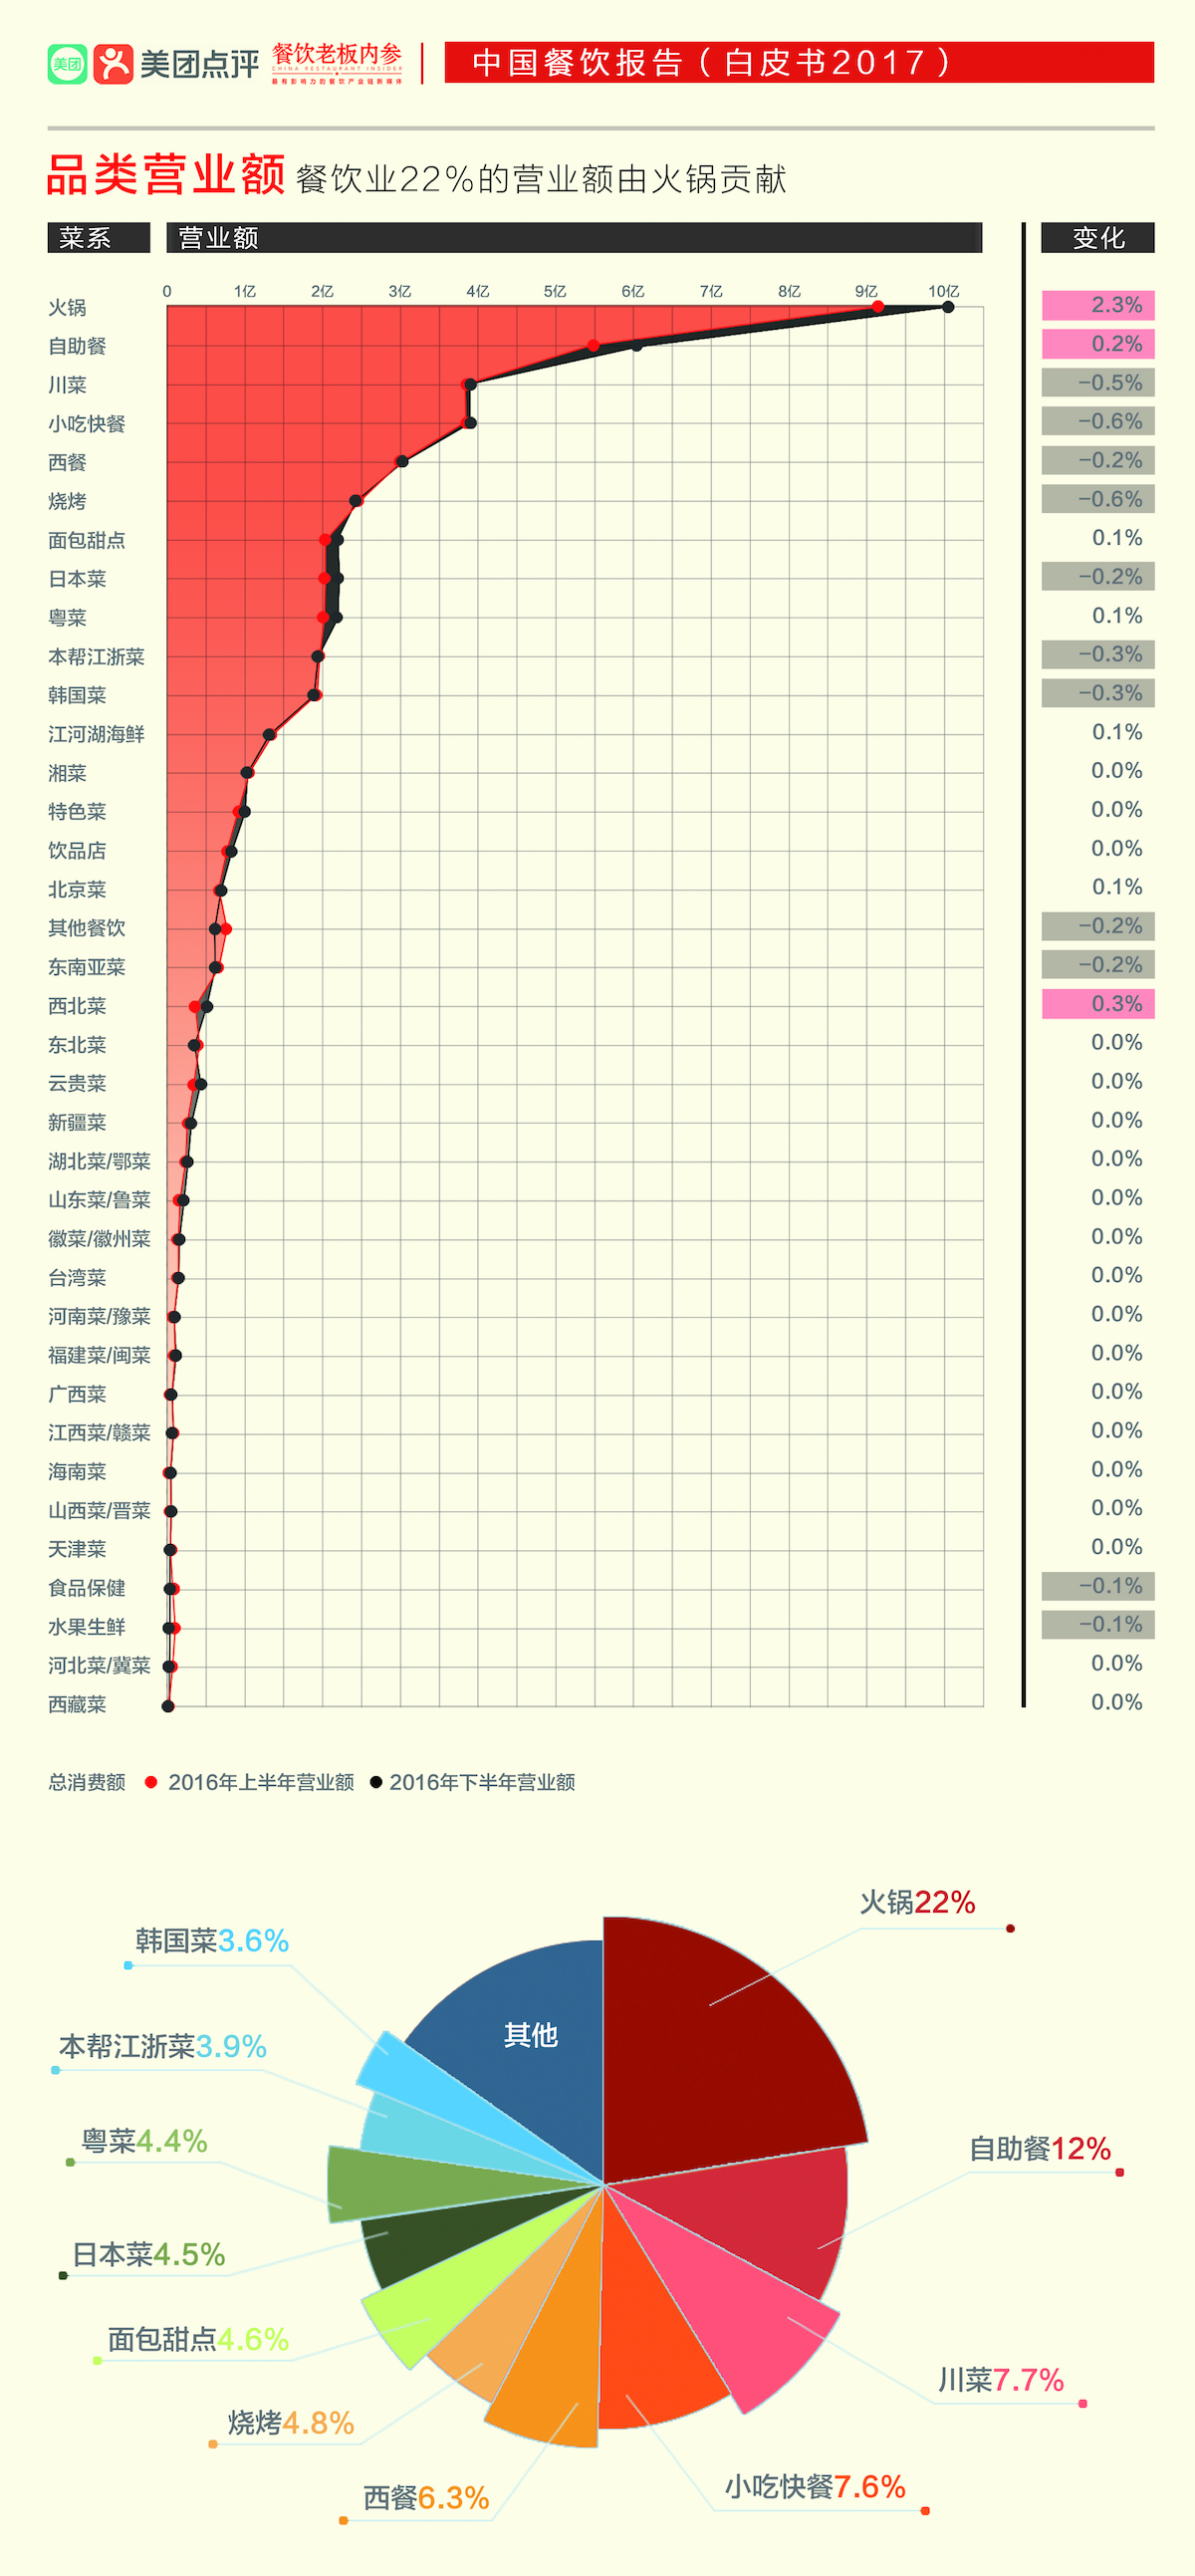 美团 美团点评 餐饮老板内参 中国餐饮报告（白皮书2017）
CHINA RESTAURANT INSIDER
最有影响力的餐饮产业链新媒体
品类营业额 餐饮业22%的营业额由火锅贡献
菜系 营业额 变化
0 1亿 2亿 3亿 4亿 5亿 6亿 7亿 8亿 9亿 10亿
火锅 2.3%
自助餐 0.2%
川菜 −0.5%
小吃快餐 −0.6%
西餐 −0.2%
烧烤 −0.6%
面包甜点 0.1%
日本菜 −0.2%
粤菜 0.1%
本帮江浙菜 −0.3%
韩国菜 −0.3%
江河湖海鲜 0.1%
湘菜 0.0%
特色菜 0.0%
饮品店 0.0%
北京菜 0.1%
其他餐饮 −0.2%
东南亚菜 −0.2%
西北菜 0.3%
东北菜 0.0%
云贵菜 0.0%
新疆菜 0.0%
湖北菜/鄂菜 0.0%
山东菜/鲁菜 0.0%
徽菜/徽州菜 0.0%
台湾菜 0.0%
河南菜/豫菜 0.0%
福建菜/闽菜 0.0%
广西菜 0.0%
江西菜/赣菜 0.0%
海南菜 0.0%
山西菜/晋菜 0.0%
天津菜 0.0%
食品保健 −0.1%
水果生鲜 −0.1%
河北菜/冀菜 0.0%
西藏菜 0.0%
总消费额 2016年上半年营业额 2016年下半年营业额
火锅22%
韩国菜3.6%
其他
本帮江浙菜3.9%
粤菜4.4%
自助餐12%
日本菜4.5%
面包甜点4.6%
川菜7.7%
烧烤4.8%
小吃快餐7.6%
西餐6.3%